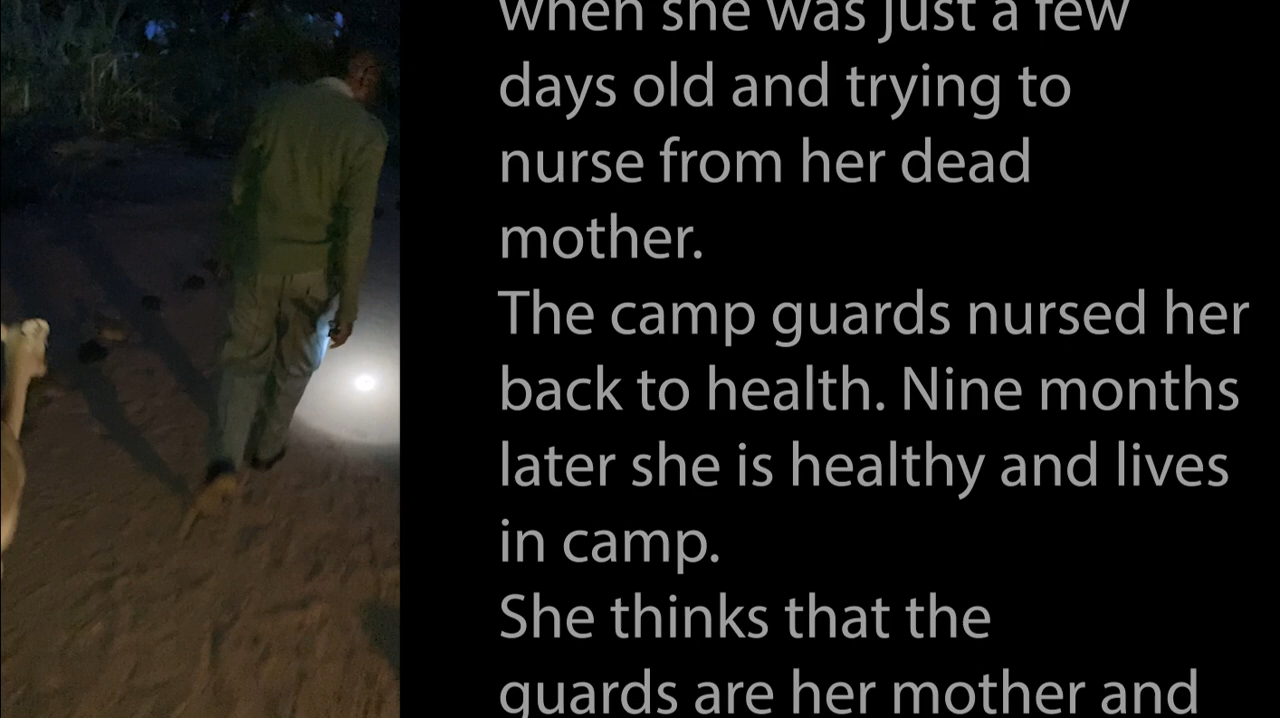 when she was just a few
days old and trying to
nurse from her dead
mother.
The camp guards nursed her
back to health. Nine months
later she is healthy and lives
in camp.
She thinks that the
guards are her mother and